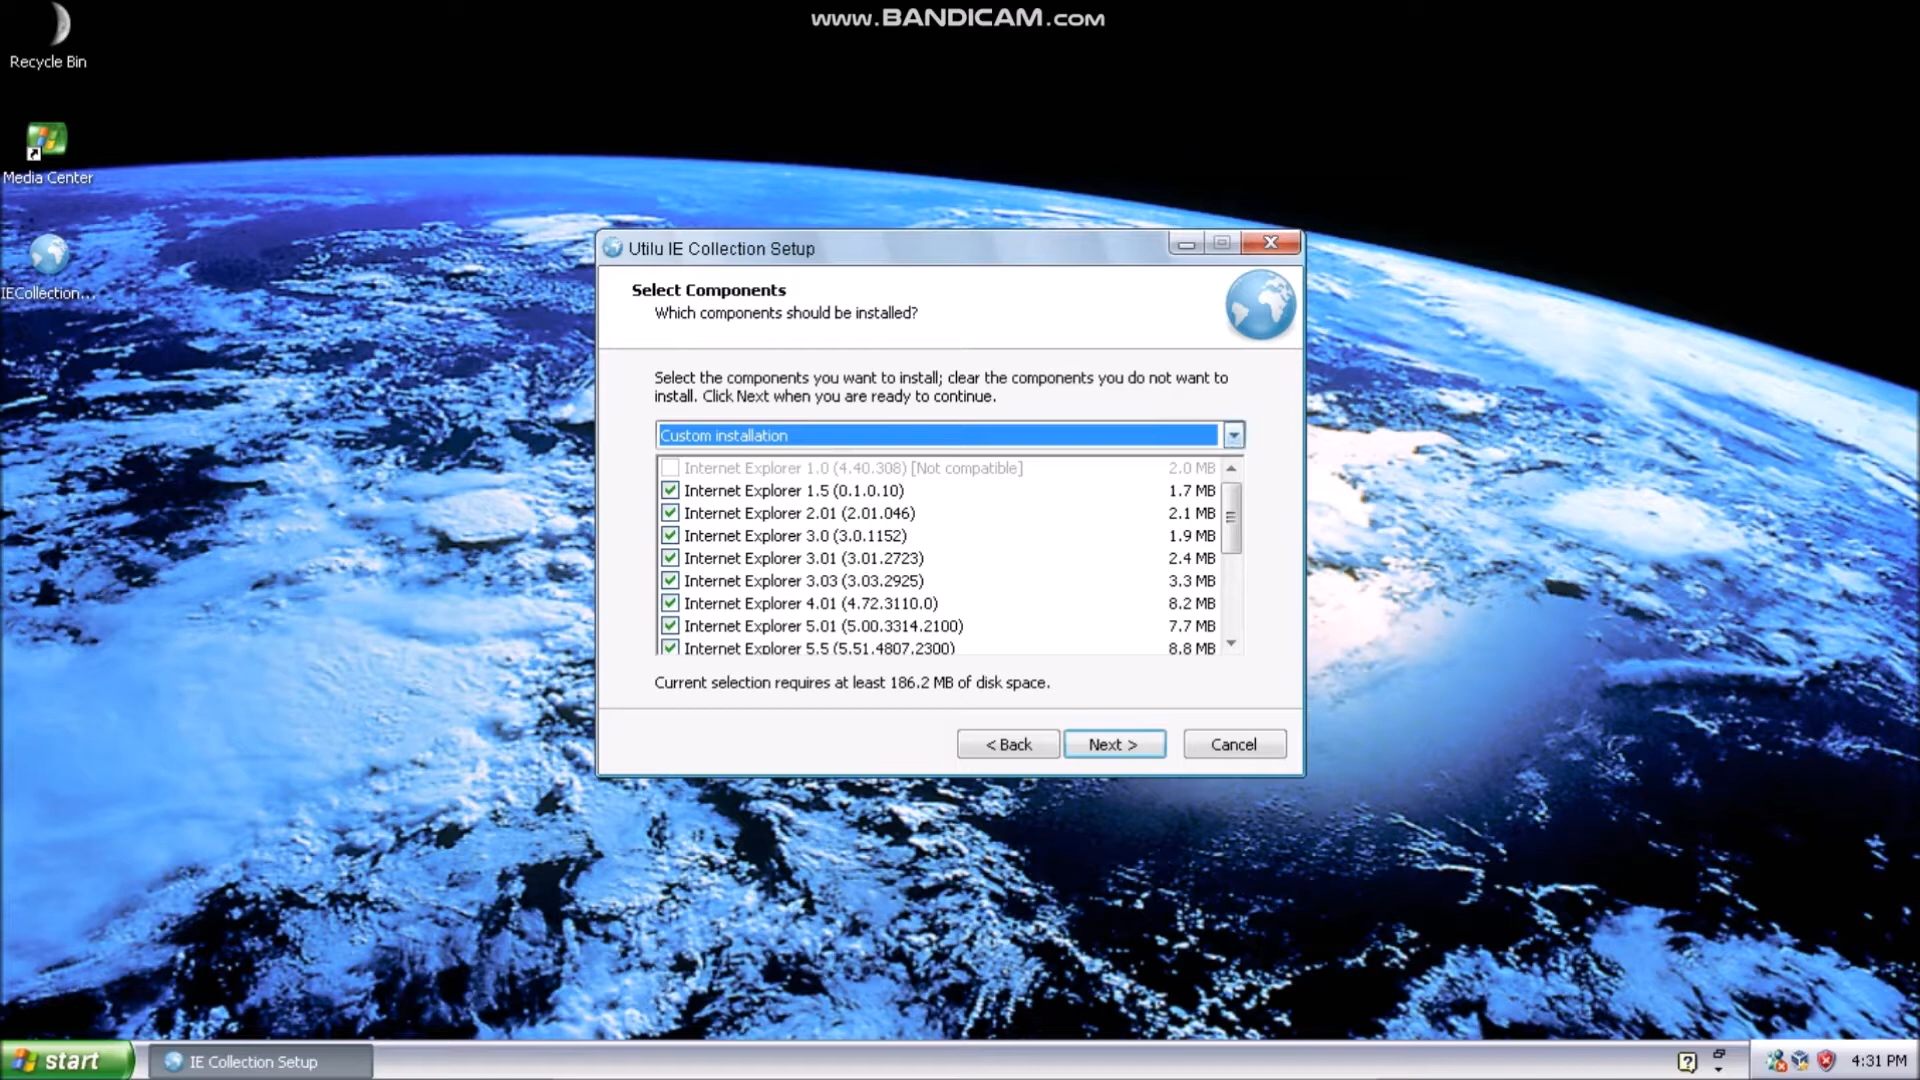 www.BANDICAM.com
Recycle Bin
Media Center
IECollection...
Utilu IE Collection Setup
Select Components
Which components should be installed?
Select the components you want to install; clear the components you do not want to
install. Click Next when you are ready to continue.
Custom installation
Internet Explorer 1.0 (4.40.308) [Not compatible] 2.0 MB
Internet Explorer 1.5 (0.1.0.10) 1.7 MB
Internet Explorer 2.01 (2.01.046) 2.1 MB
Internet Explorer 3.0 (3.0.1152) 1.9 MB
Internet Explorer 3.01 (3.01.2723) 2.4 MB
Internet Explorer 3.03 (3.03.2925) 3.3 MB
Internet Explorer 4.01 (4.72.3110.0) 8.2 MB
Internet Explorer 5.01 (5.00.3314.2100) 7.7 MB
Internet Explorer 5.5 (5.51.4807.2300) 8.8 MB
Current selection requires at least 186.2 MB of disk space.
< Back
Next >
Cancel
start
IE Collection Setup
4:31 PM